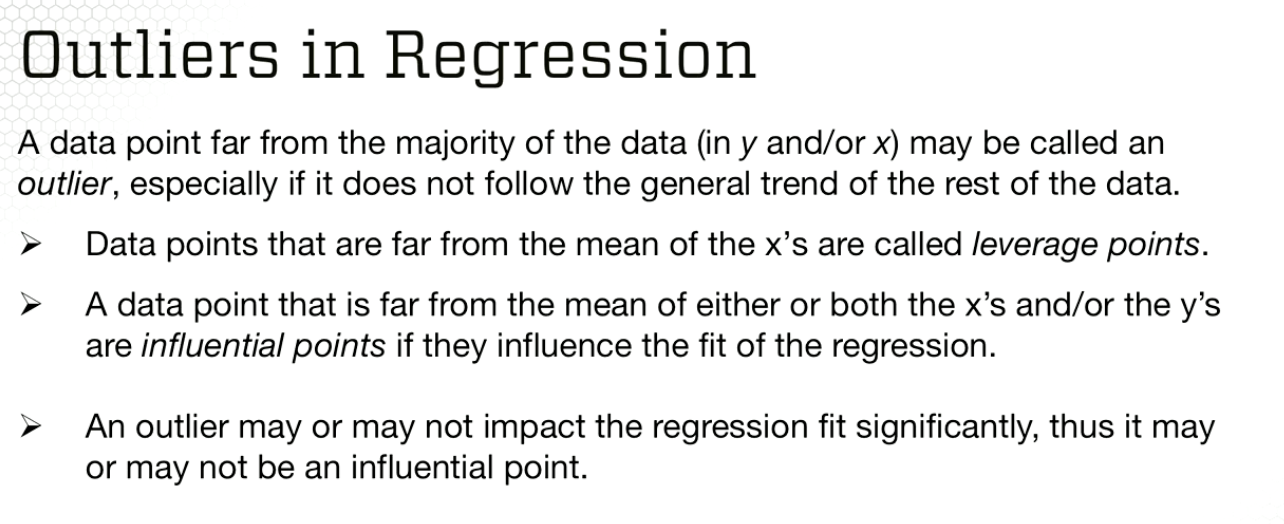 Outliers in Regression
A data point far from the majority of the data (in y and/or x) may be called an
outlier, especially if it does not follow the general trend of the rest of the data.
➢ Data points that are far from the mean of the x’s are called leverage points.
➢ A data point that is far from the mean of either or both the x’s and/or the y’s
are influential points if they influence the fit of the regression.
➢ An outlier may or may not impact the regression fit significantly, thus it may
or may not be an influential point.